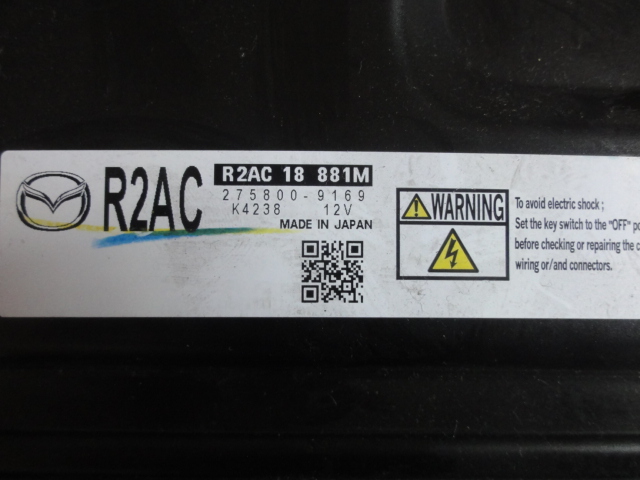 R2AC
R2AC 18 881M
275800-9169
K4238 12V
MADE IN JAPAN
WARNING
To avoid electric shock ;
Set the key switch to the "OFF" po
before checking or repairing the c
wiring or/and connectors.